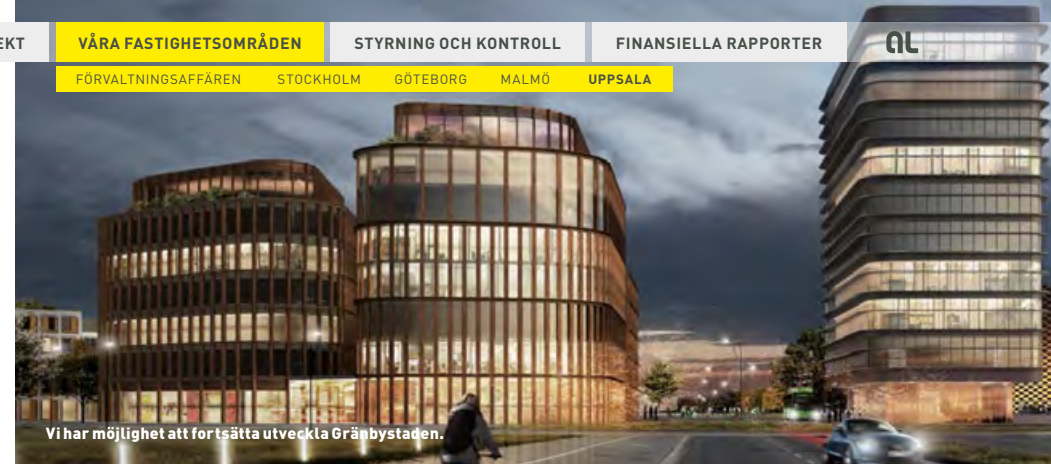 EKT VÅRA FASTIGHETSOMRÅDEN STYRNING OCH KONTROLL FINANSIELLA RAPPORTER AL
FÖRVALTNINGSAFFÄREN STOCKHOLM GÖTEBORG MALMÖ UPPSALA
Vi har möjlighet att fortsätta utveckla Gränbystaden.